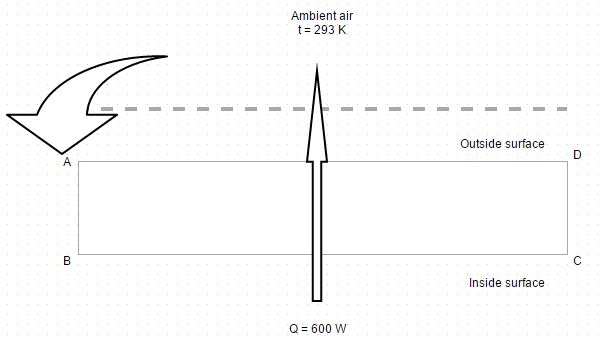 Ambient air
t = 293 K
Outside surface
A
D
B
C
Inside surface
Q = 600 W